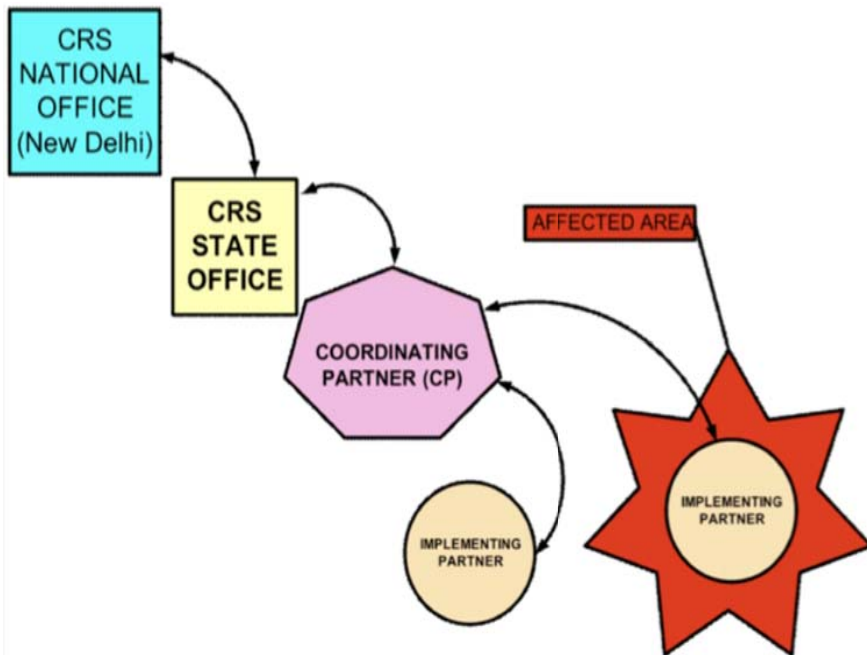 CRS
NATIONAL
OFFICE
(New Delhi)
CRS
STATE
OFFICE
AFFECTED AREA
COORDINATING
PARTNER (CP)
IMPLEMENTING
PARTNER
IMPLEMENTING
PARTNER